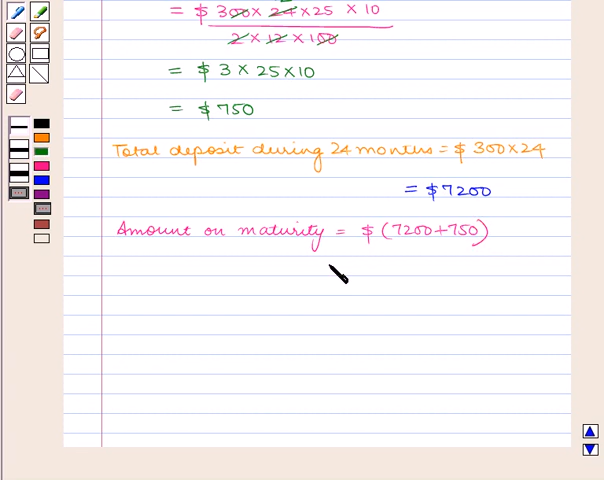 = $ 300 × 24 × 25 × 10
2 × 12 × 100
= $ 3 × 25 × 10
= $ 750
Total deposit during 24 months = $ 300 × 24
= $ 7200
Amount on maturity = $ (7200 + 750)